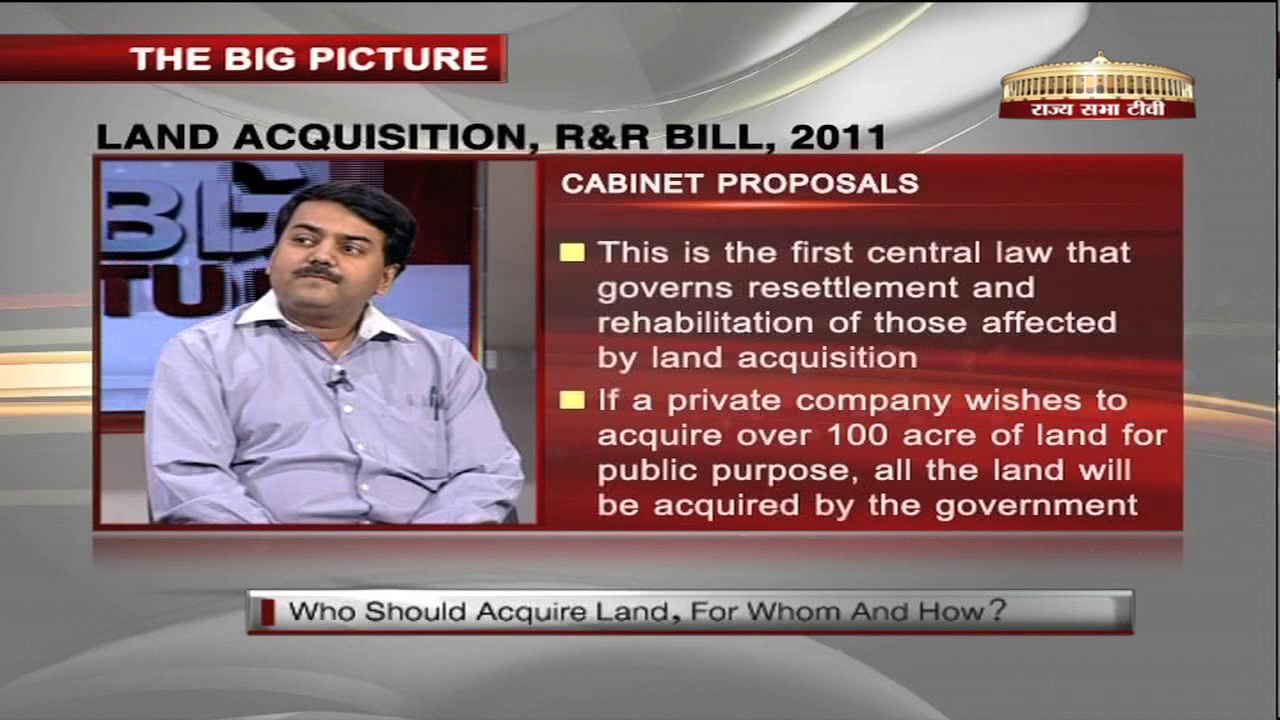 THE BIG PICTURE
राज्य सभा टीवी
LAND ACQUISITION, R&R BILL, 2011
CABINET PROPOSALS
This is the first central law that
governs resettlement and
rehabilitation of those affected
by land acquisition
If a private company wishes to
acquire over 100 acre of land for
public purpose, all the land will
be acquired by the government
Who Should Acquire Land, For Whom And How?